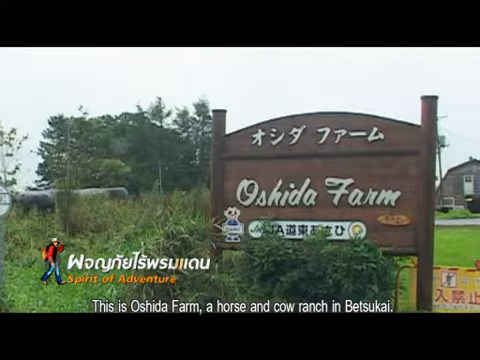 オシダ ファーム
Oshida Farm
JA道東あさひ
入禁止
ผจญภัยไร้พรมแดน
Spirit of Adventure
This is Oshida Farm, a horse and cow ranch in Betsukai.